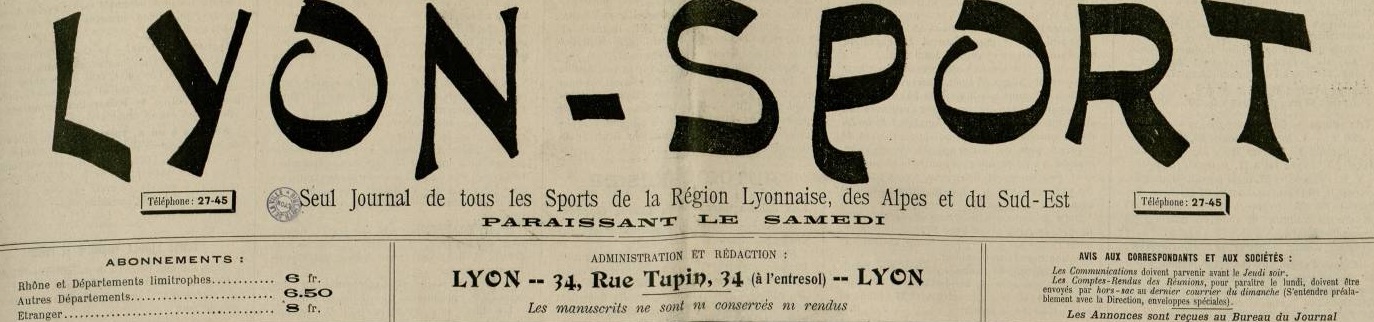 LYON-SPORT
Téléphone: 27-45
Seul Journal de tous les Sports de la Région Lyonnaise, des Alpes et du Sud-Est
Téléphone: 27-45
PARAISSANT LE SAMEDI
ABONNEMENTS :
Rhône et Départements limitrophes............ 6 fr.
Autres Départements........................ 6.50
Etranger.................................... 8 fr.
ADMINISTRATION ET RÉDACTION :
LYON -- 34, Rue Tupin, 34 (à l'entresol) -- LYON
Les manuscrits ne sont ni conservés ni rendus
AVIS AUX CORRESPONDANTS ET AUX SOCIÉTÉS :
Les Communications doivent parvenir avant le Jeudi soir.
Les Comptes-Rendus des Réunions, pour paraître le lundi, doivent être
envoyés par hors-sac au dernier courrier du dimanche (S'entendre préala-
blement avec la Direction, enveloppes spéciales).
Les Annonces sont reçues au Bureau du Journal